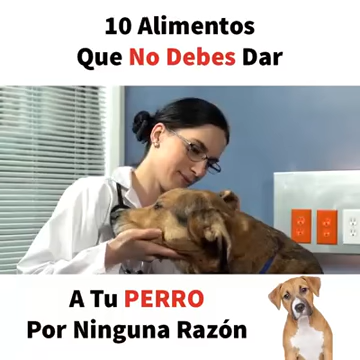 10 Alimentos
Que No Debes Dar
A Tu PERRO
Por Ninguna Razón